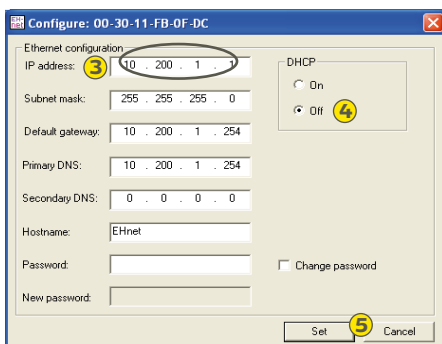 EH net Configure: 00-30-11-FB-0F-DC
Ethernet configuration
IP address: 3 10 . 200 . 1 . 1
DHCP
On
Off 4
Subnet mask: 255 . 255 . 255 . 0
Default gateway: 10 . 200 . 1 . 254
Primary DNS: 10 . 200 . 1 . 254
Secondary DNS: 0 . 0 . 0 . 0
Hostname: EHnet
Password: Change password
New password:
Set 5 Cancel